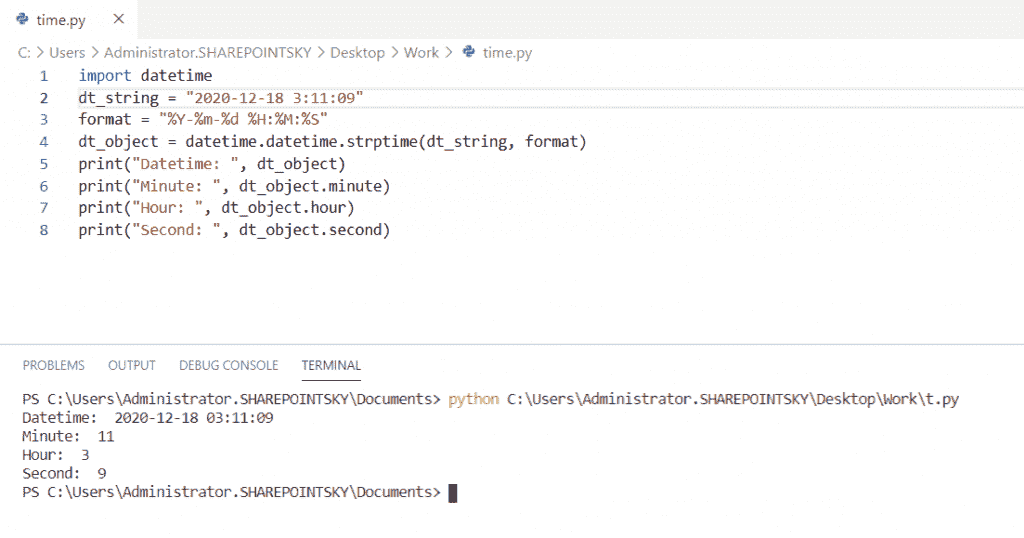 time.py ×
C: > Users > Administrator.SHAREPOINTSKY > Desktop > Work > time.py
1 import datetime
2 dt_string = "2020-12-18 3:11:09"
3 format = "%Y-%m-%d %H:%M:%S"
4 dt_object = datetime.datetime.strptime(dt_string, format)
5 print("Datetime: ", dt_object)
6 print("Minute: ", dt_object.minute)
7 print("Hour: ", dt_object.hour)
8 print("Second: ", dt_object.second)
PROBLEMS OUTPUT DEBUG CONSOLE TERMINAL
PS C:\Users\Administrator.SHAREPOINTSKY\Documents> python C:\Users\Administrator.SHAREPOINTSKY\Desktop\Work\t.py
Datetime:  2020-12-18 03:11:09
Minute:  11
Hour:  3
Second:  9
PS C:\Users\Administrator.SHAREPOINTSKY\Documents>